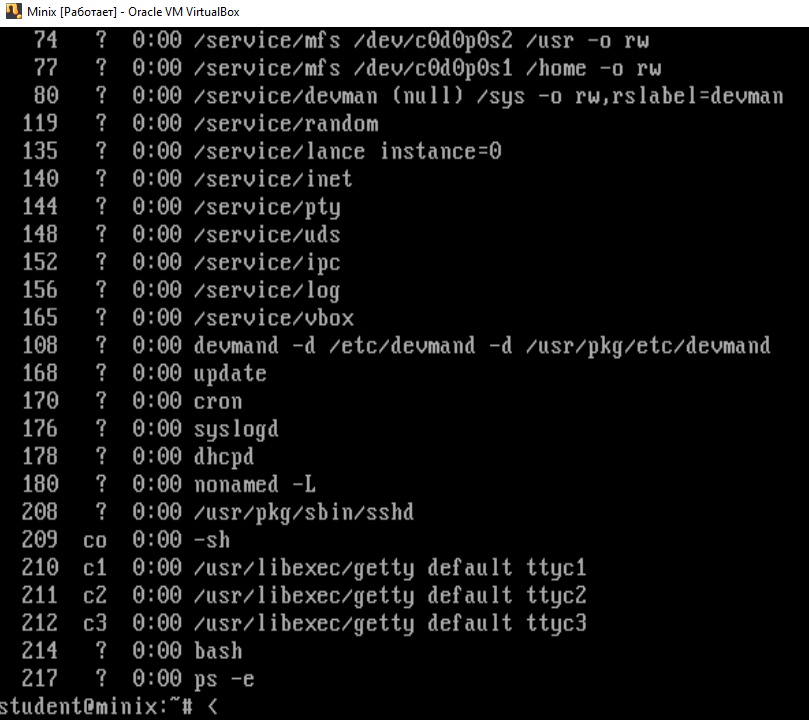 Minix [Работает] - Oracle VM VirtualBox
74 ? 0:00 /service/mfs /dev/c0d0p0s2 /usr -o rw
77 ? 0:00 /service/mfs /dev/c0d0p0s1 /home -o rw
80 ? 0:00 /service/devman (null) /sys -o rw,rslabel=devman
119 ? 0:00 /service/random
135 ? 0:00 /service/lance instance=0
140 ? 0:00 /service/inet
144 ? 0:00 /service/pty
148 ? 0:00 /service/uds
152 ? 0:00 /service/ipc
156 ? 0:00 /service/log
165 ? 0:00 /service/vbox
108 ? 0:00 devmand -d /etc/devmand -d /usr/pkg/etc/devmand
168 ? 0:00 update
170 ? 0:00 cron
176 ? 0:00 syslogd
178 ? 0:00 dhcpd
180 ? 0:00 nonamed -L
208 ? 0:00 /usr/pkg/sbin/sshd
209 co 0:00 -sh
210 c1 0:00 /usr/libexec/getty default ttyc1
211 c2 0:00 /usr/libexec/getty default ttyc2
212 c3 0:00 /usr/libexec/getty default ttyc3
214 ? 0:00 bash
217 ? 0:00 ps -e
student@minix:~# <